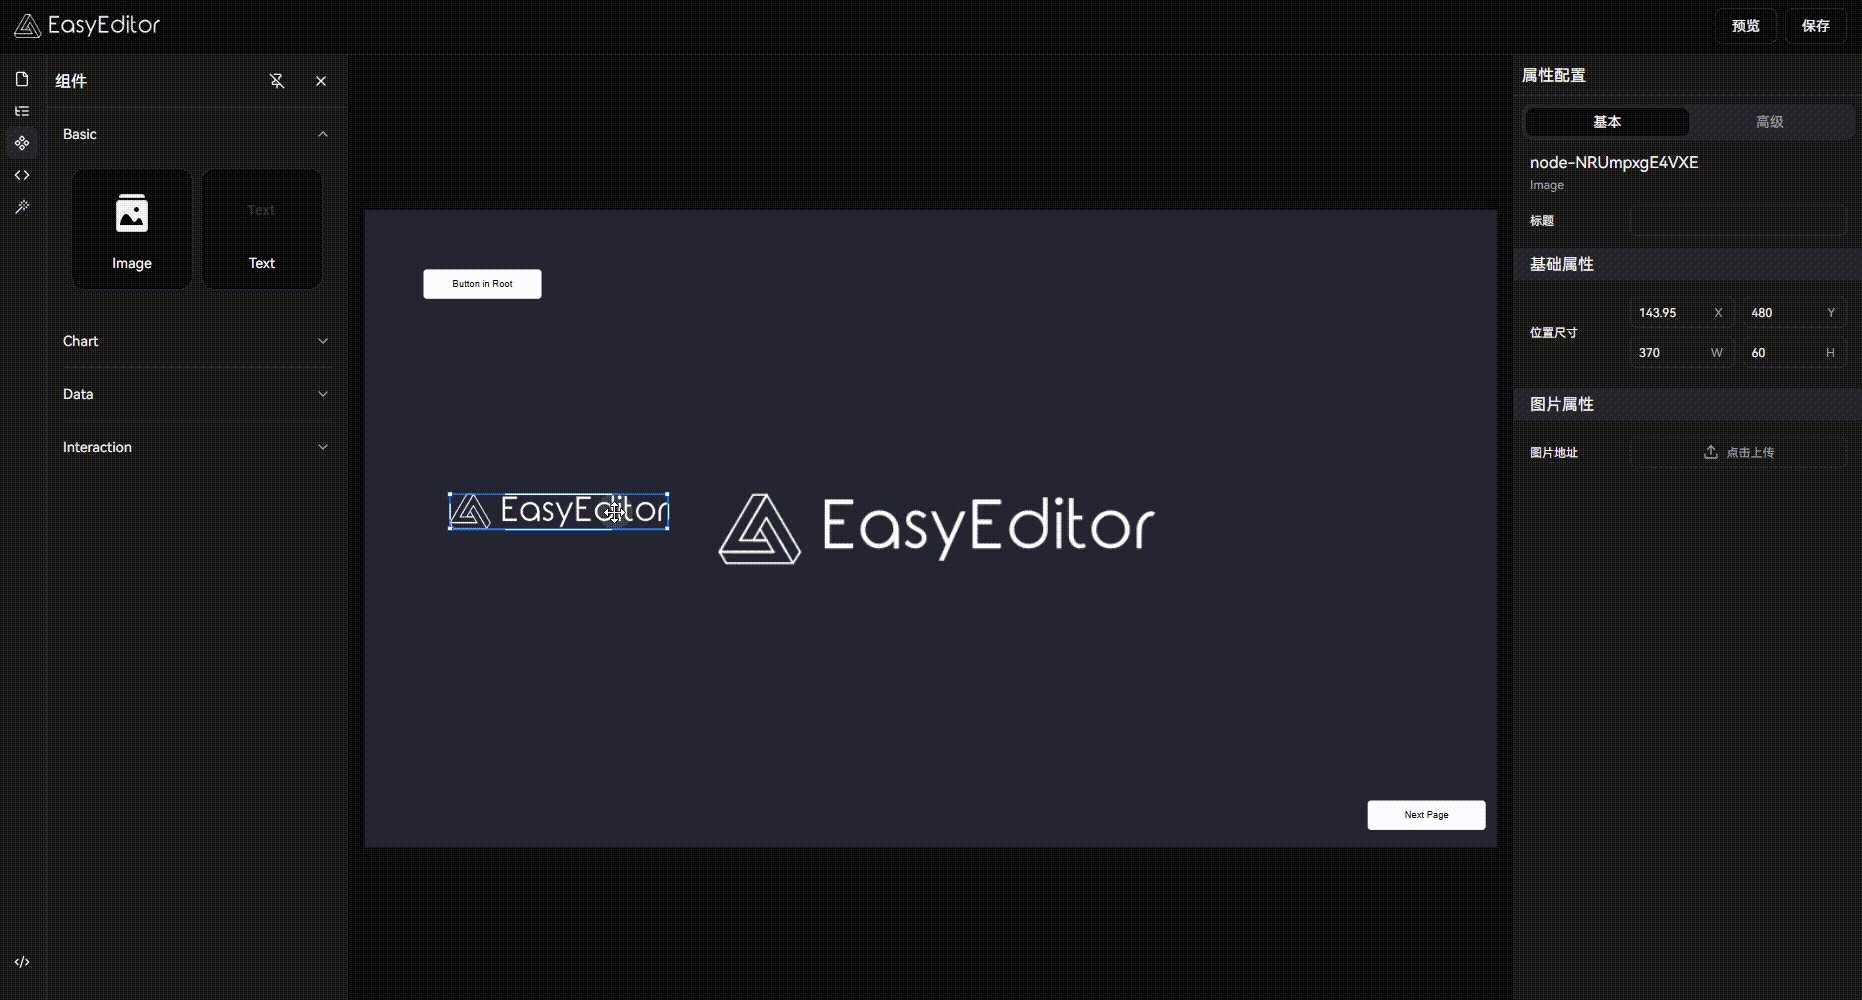 EasyEditor
预览
保存
组件
Basic
Image
Text
Text
Chart
Data
Interaction
Button in Root
EasyEditor
EasyEditor
Next Page
属性配置
基本
高级
node-NRUmpxgE4VXE
Image
标题
基础属性
位置尺寸
143.95 X
480 Y
370 W
60 H
图片属性
图片地址
点击上传